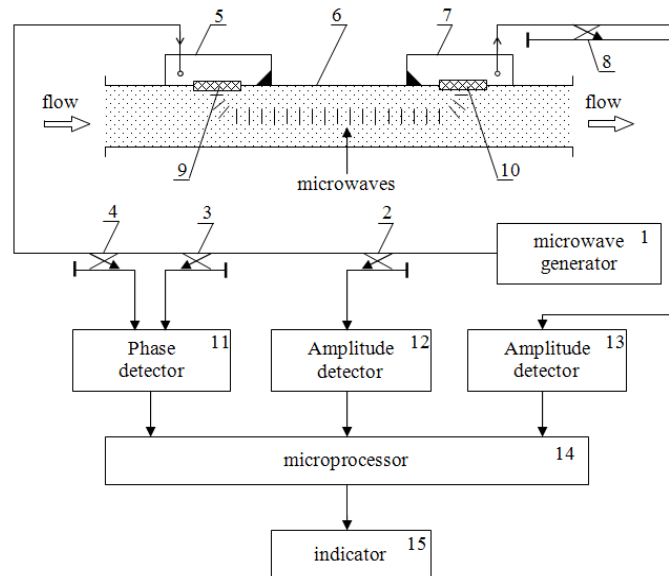 5
6
7
8
flow
flow
9
microwaves
10
4
3
2
microwave
generator
1
Phase
detector
11
Amplitude
detector
12
Amplitude
detector
13
microprocessor
14
indicator
15